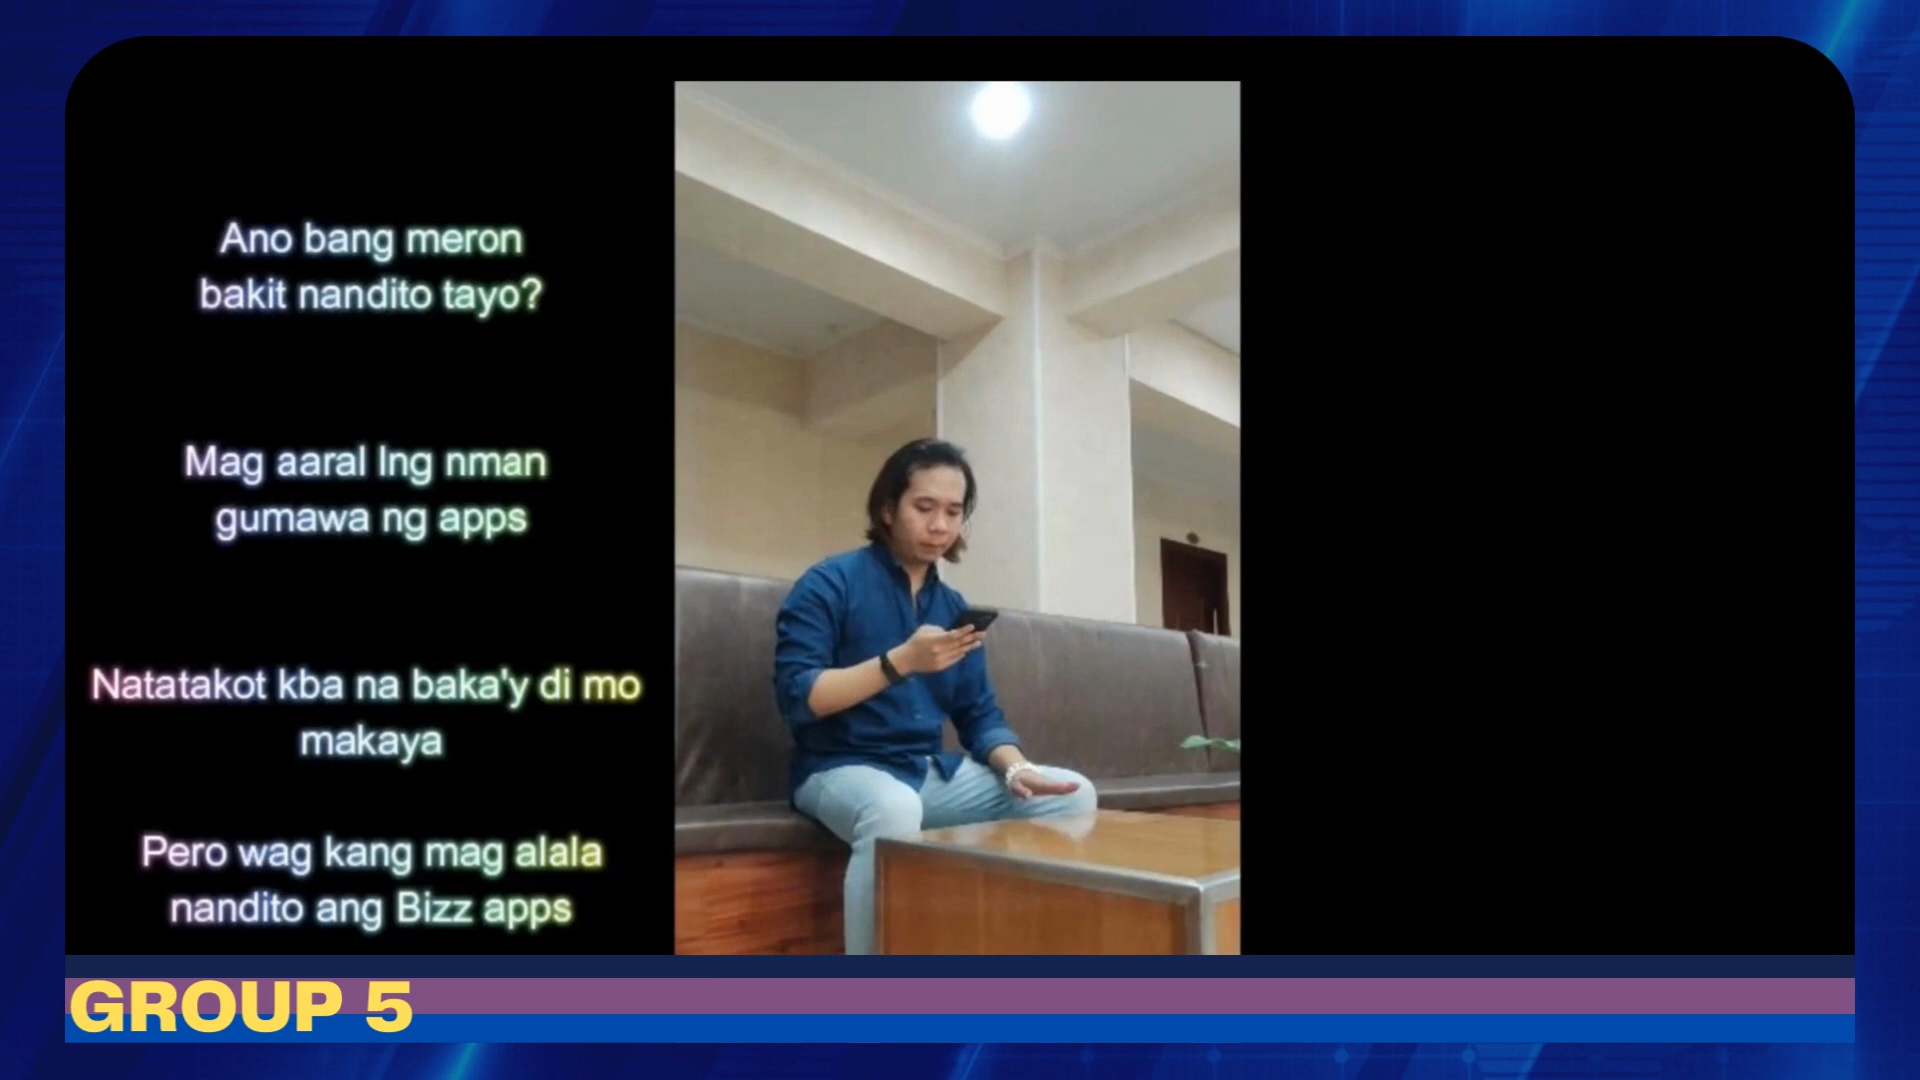 Ano bang meron
bakit nandito tayo?
Mag aaral lng nman
gumawa ng apps
Natatakot kba na baka'y di mo
makaya
Pero wag kang mag alala
nandito ang Bizz apps
GROUP 5